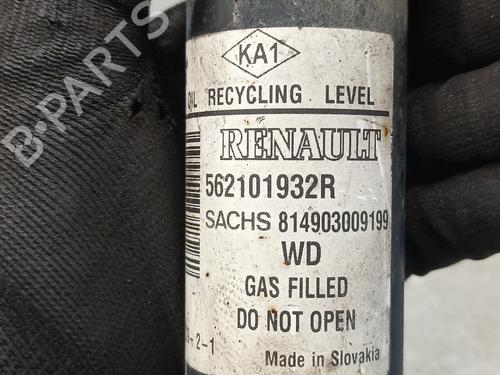 KA1
OIL RECYCLING LEVEL
RENAULT
562101932R
SACHS 814903009199
WD
GAS FILLED
DO NOT OPEN
-2-1
Made in Slovakia
B-PARTS